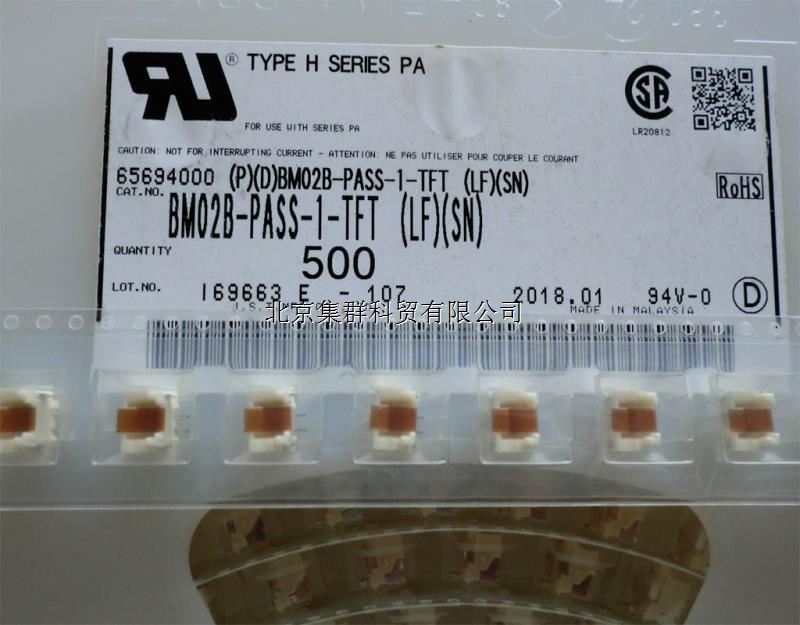 ® TYPE H SERIES PA
FOR USE WITH SERIES PA
LR20812
CAUTION: NOT FOR INTERRUPTING CURRENT - ATTENTION: NE PAS UTILISER POUR COUPER LE COURANT
65694000 (P)(D)BM02B-PASS-1-TFT (LF)(SN)
CAT.NO.
BM02B-PASS-1-TFT (LF)(SN)
RoHS
QUANTITY
500
LOT.NO. 169663 E - 107 2018.01 94V-0 D
MADE IN MALAYSIA
北京集群科贸有限公司